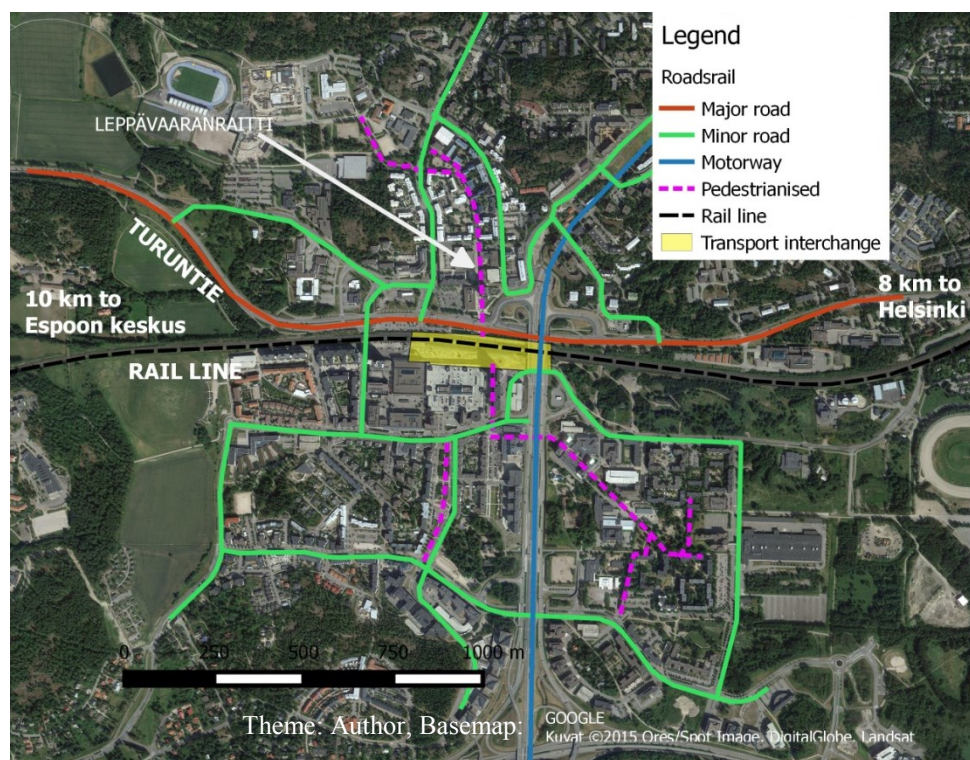 Legend
Roadsrail
Major road
Minor road
Motorway
Pedestrianised
Rail line
Transport interchange
LEPPÄVAARANRAITTI
TURUNTIE
10 km to
Espoon keskus
8 km to
Helsinki
RAIL LINE
0 250 500 750 1000 m
Theme: Author, Basemap:
GOOGLE
Kuvat ©2015 Ores/Spot Image, DigitalGlobe, Landsat